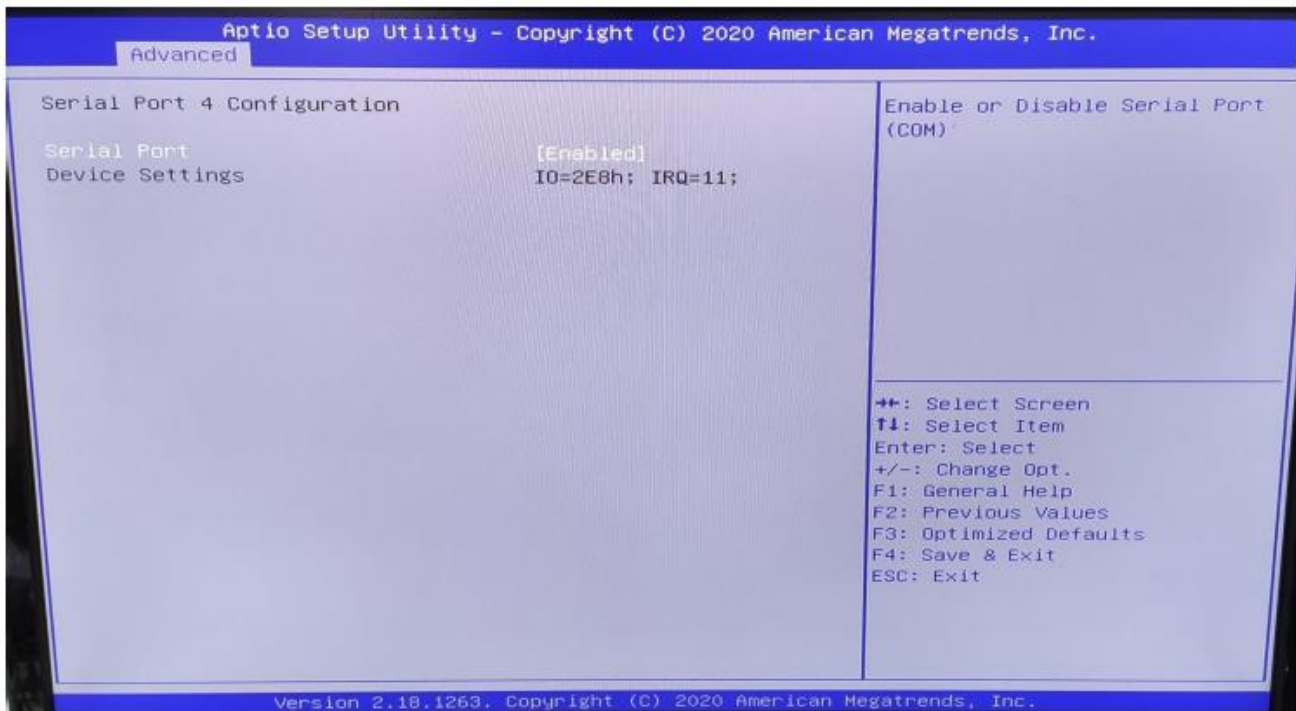 Aptio Setup Utility - Copyright (C) 2020 American Megatrends, Inc.
Advanced
Serial Port 4 Configuration
Serial Port [Enabled]
Device Settings IO=2E8h; IRQ=11;
Enable or Disable Serial Port
(COM)
→←: Select Screen
↑↓: Select Item
Enter: Select
+/-: Change Opt.
F1: General Help
F2: Previous Values
F3: Optimized Defaults
F4: Save & Exit
ESC: Exit
Version 2.18.1263. Copyright (C) 2020 American Megatrends, Inc.